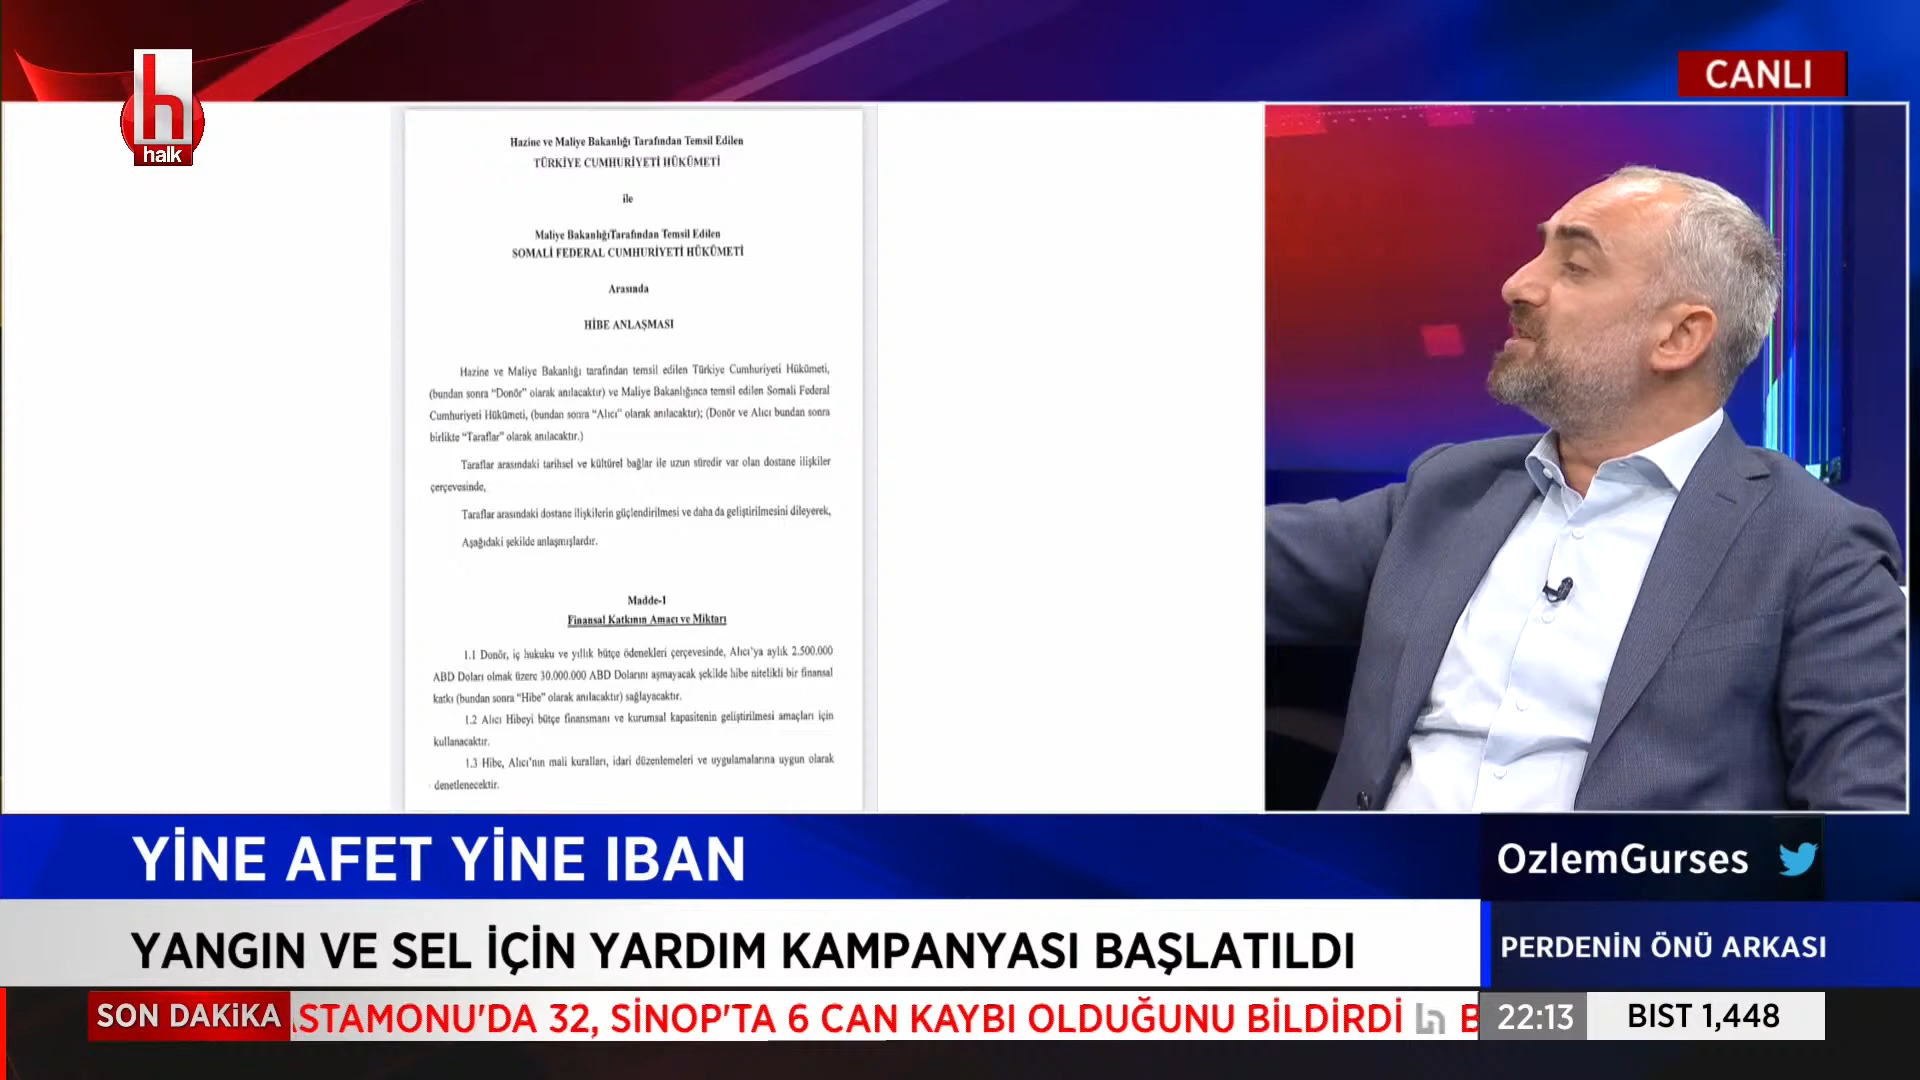 h
halk
CANLI
Hazine ve Maliye Bakanlığı Tarafından Temsil Edilen
TÜRKİYE CUMHURİYETİ HÜKÛMETİ
ile
Maliye BakanlığıTarafından Temsil Edilen
SOMALİ FEDERAL CUMHURİYETİ HÜKÛMETİ
Arasında
HİBE ANLAŞMASI
Hazine ve Maliye Bakanlığı tarafından temsil edilen Türkiye Cumhuriyeti Hükûmeti,
(bundan sonra “Donör” olarak anılacaktır) ve Maliye Bakanlığınca temsil edilen Somali Federal
Cumhuriyeti Hükûmeti, (bundan sonra “Alıcı” olarak anılacaktır); (Donör ve Alıcı bundan sonra
birlikte “Taraflar” olarak anılacaktır.)
Taraflar arasındaki tarihsel ve kültürel bağlar ile uzun süredir var olan dostane ilişkiler
çerçevesinde,
Taraflar arasındaki dostane ilişkilerin güçlendirilmesi ve daha da geliştirilmesini dileyerek,
Aşağıdaki şekilde anlaşmışlardır.
Madde-1
Finansal Katkının Amacı ve Miktarı
1.1 Donör, iç hukuku ve yıllık bütçe ödenekleri çerçevesinde, Alıcı’ya aylık 2.500.000
ABD Doları olmak üzere 30.000.000 ABD Dolarını aşmayacak şekilde hibe nitelikli bir finansal
katkı (bundan sonra “Hibe” olarak anılacaktır) sağlayacaktır.
1.2 Alıcı Hibeyi bütçe finansmanı ve kurumsal kapasitenin geliştirilmesi amaçları için
kullanacaktır.
1.3 Hibe, Alıcı’nın mali kuralları, idari düzenlemeleri ve uygulamalarına uygun olarak
denetlenecektir.
YİNE AFET YİNE IBAN
OzlemGurses
YANGIN VE SEL İÇİN YARDIM KAMPANYASI BAŞLATILDI
PERDENİN ÖNÜ ARKASI
SON DAKİKA
ASTAMONU'DA 32, SİNOP'TA 6 CAN KAYBI OLDUĞUNU BİLDİRDİ h B
22:13
BIST 1,448